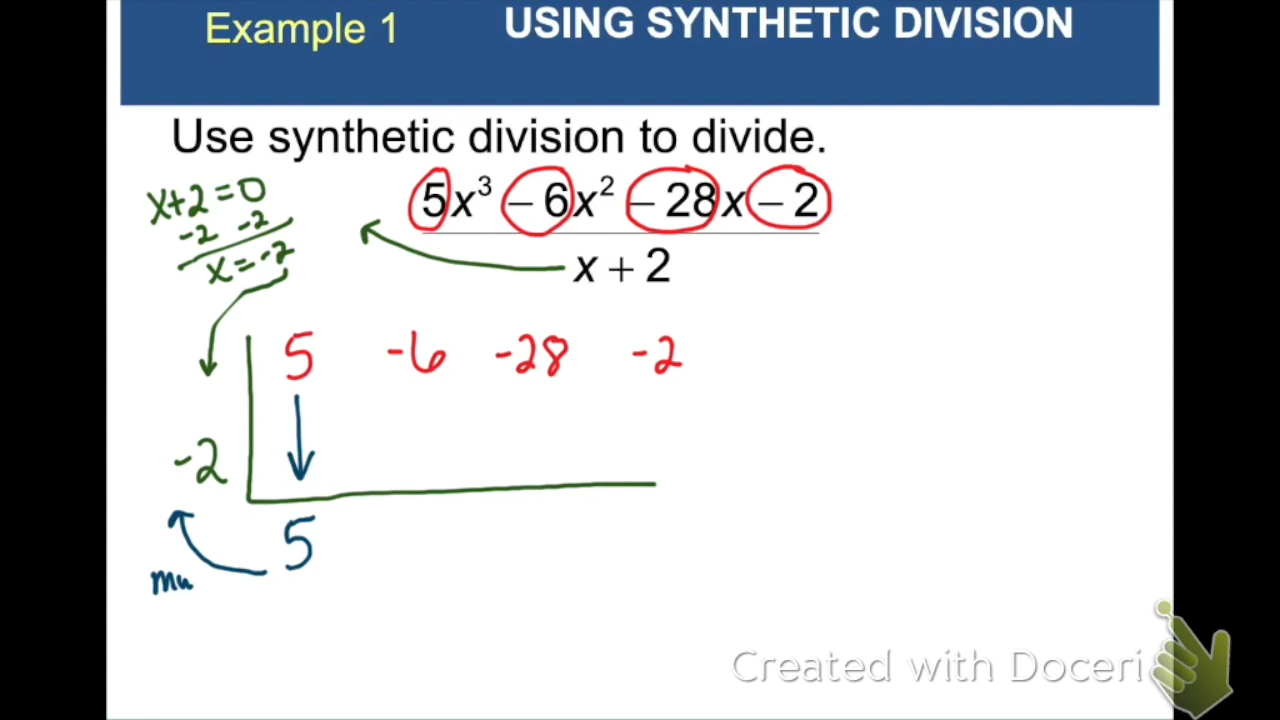 Example 1 USING SYNTHETIC DIVISION
Use synthetic division to divide.
x+2=0
-2 -2
x=-2
5x³ – 6x² – 28x – 2
x + 2
5 -6 -28 -2
-2
5
mu
Created with Doceri